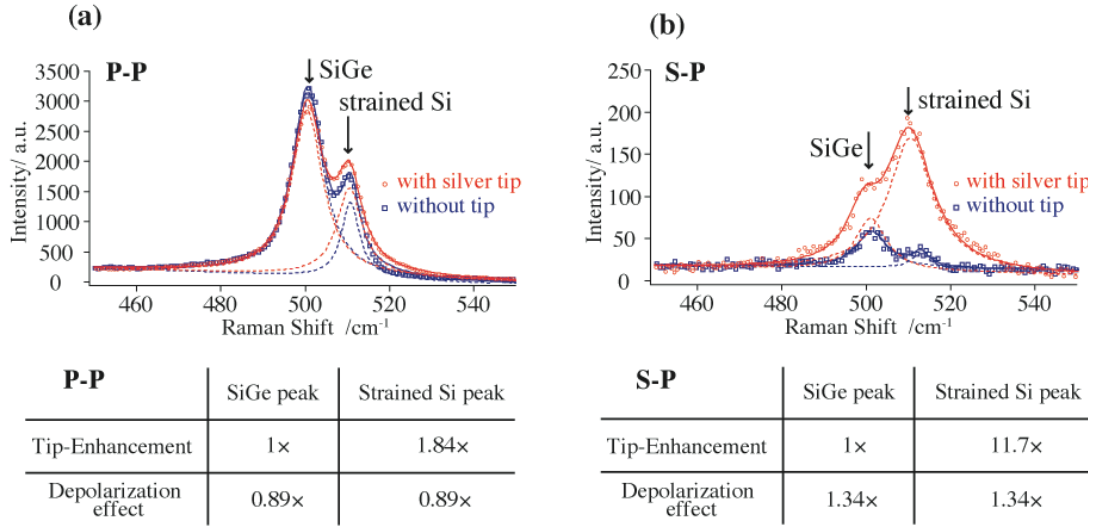 (a)
P-P
SiGe
strained Si
with silver tip
without tip
Intensity/ a.u.
3500
3000
2500
2000
1500
1000
500
0
460
480
500
520
540
Raman Shift /cm-1
(b)
S-P
SiGe
strained Si
with silver tip
without tip
Intensity/ a.u.
250
200
150
100
50
0
460
480
500
520
540
Raman Shift /cm-1
P-P
SiGe peak Strained Si peak
Tip-Enhancement 1× 1.84×
Depolarization
effect 0.89× 0.89×
S-P
SiGe peak Strained Si peak
Tip-Enhancement 1× 11.7×
Depolarization
effect 1.34× 1.34×